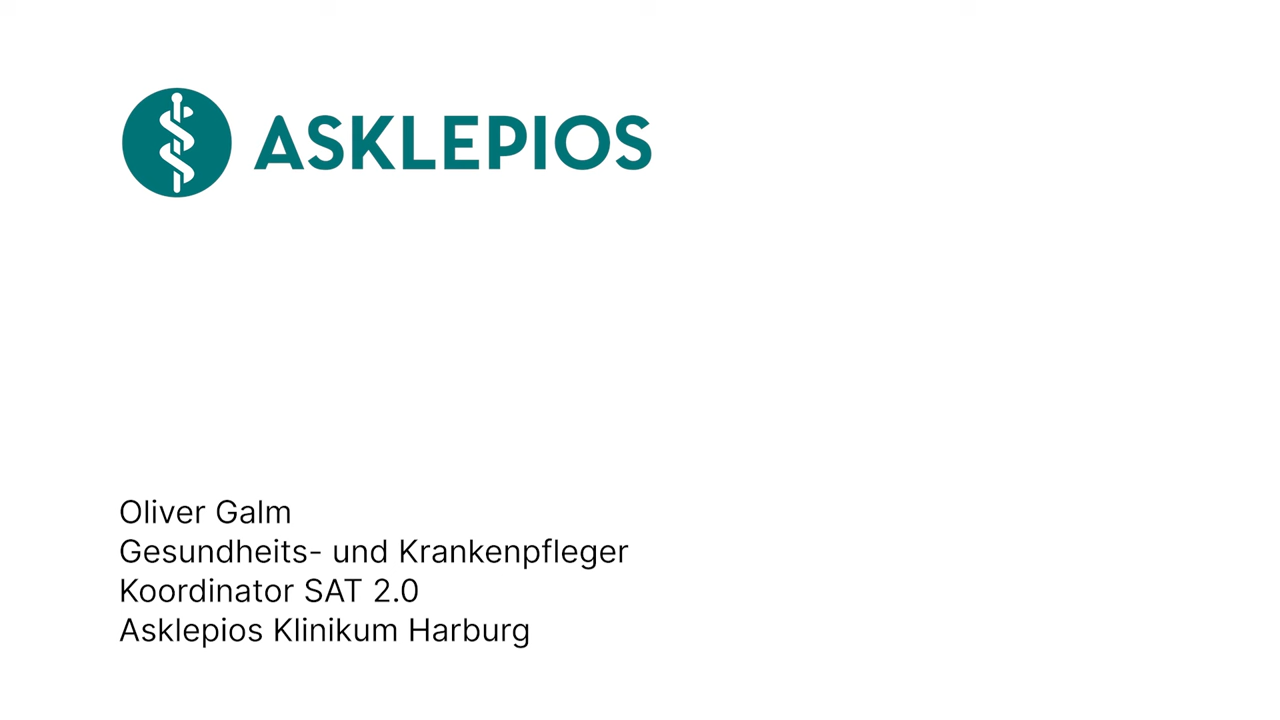 ASKLEPIOS
Oliver Galm
Gesundheits- und Krankenpfleger
Koordinator SAT 2.0
Asklepios Klinikum Harburg